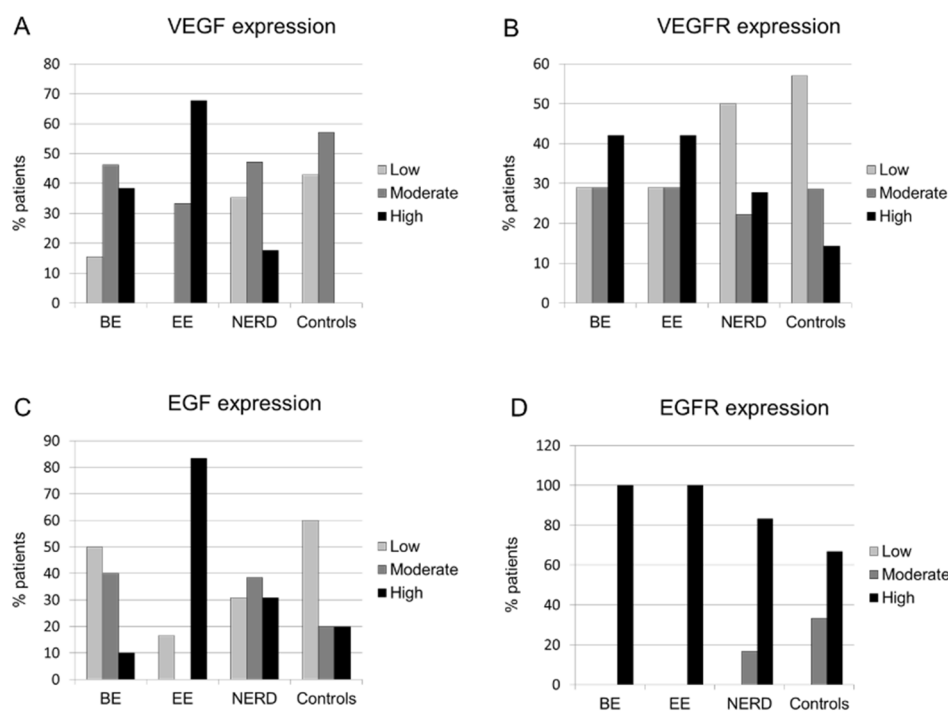 A
VEGF expression
% patients
80
70
60
50
40
30
20
10
0
BE
EE
NERD
Controls
Low
Moderate
High
B
VEGFR expression
% patients
60
50
40
30
20
10
0
BE
EE
NERD
Controls
Low
Moderate
High
C
EGF expression
% patients
90
80
70
60
50
40
30
20
10
0
BE
EE
NERD
Controls
Low
Moderate
High
D
EGFR expression
% patients
120
100
80
60
40
20
0
BE
EE
NERD
Controls
Low
Moderate
High